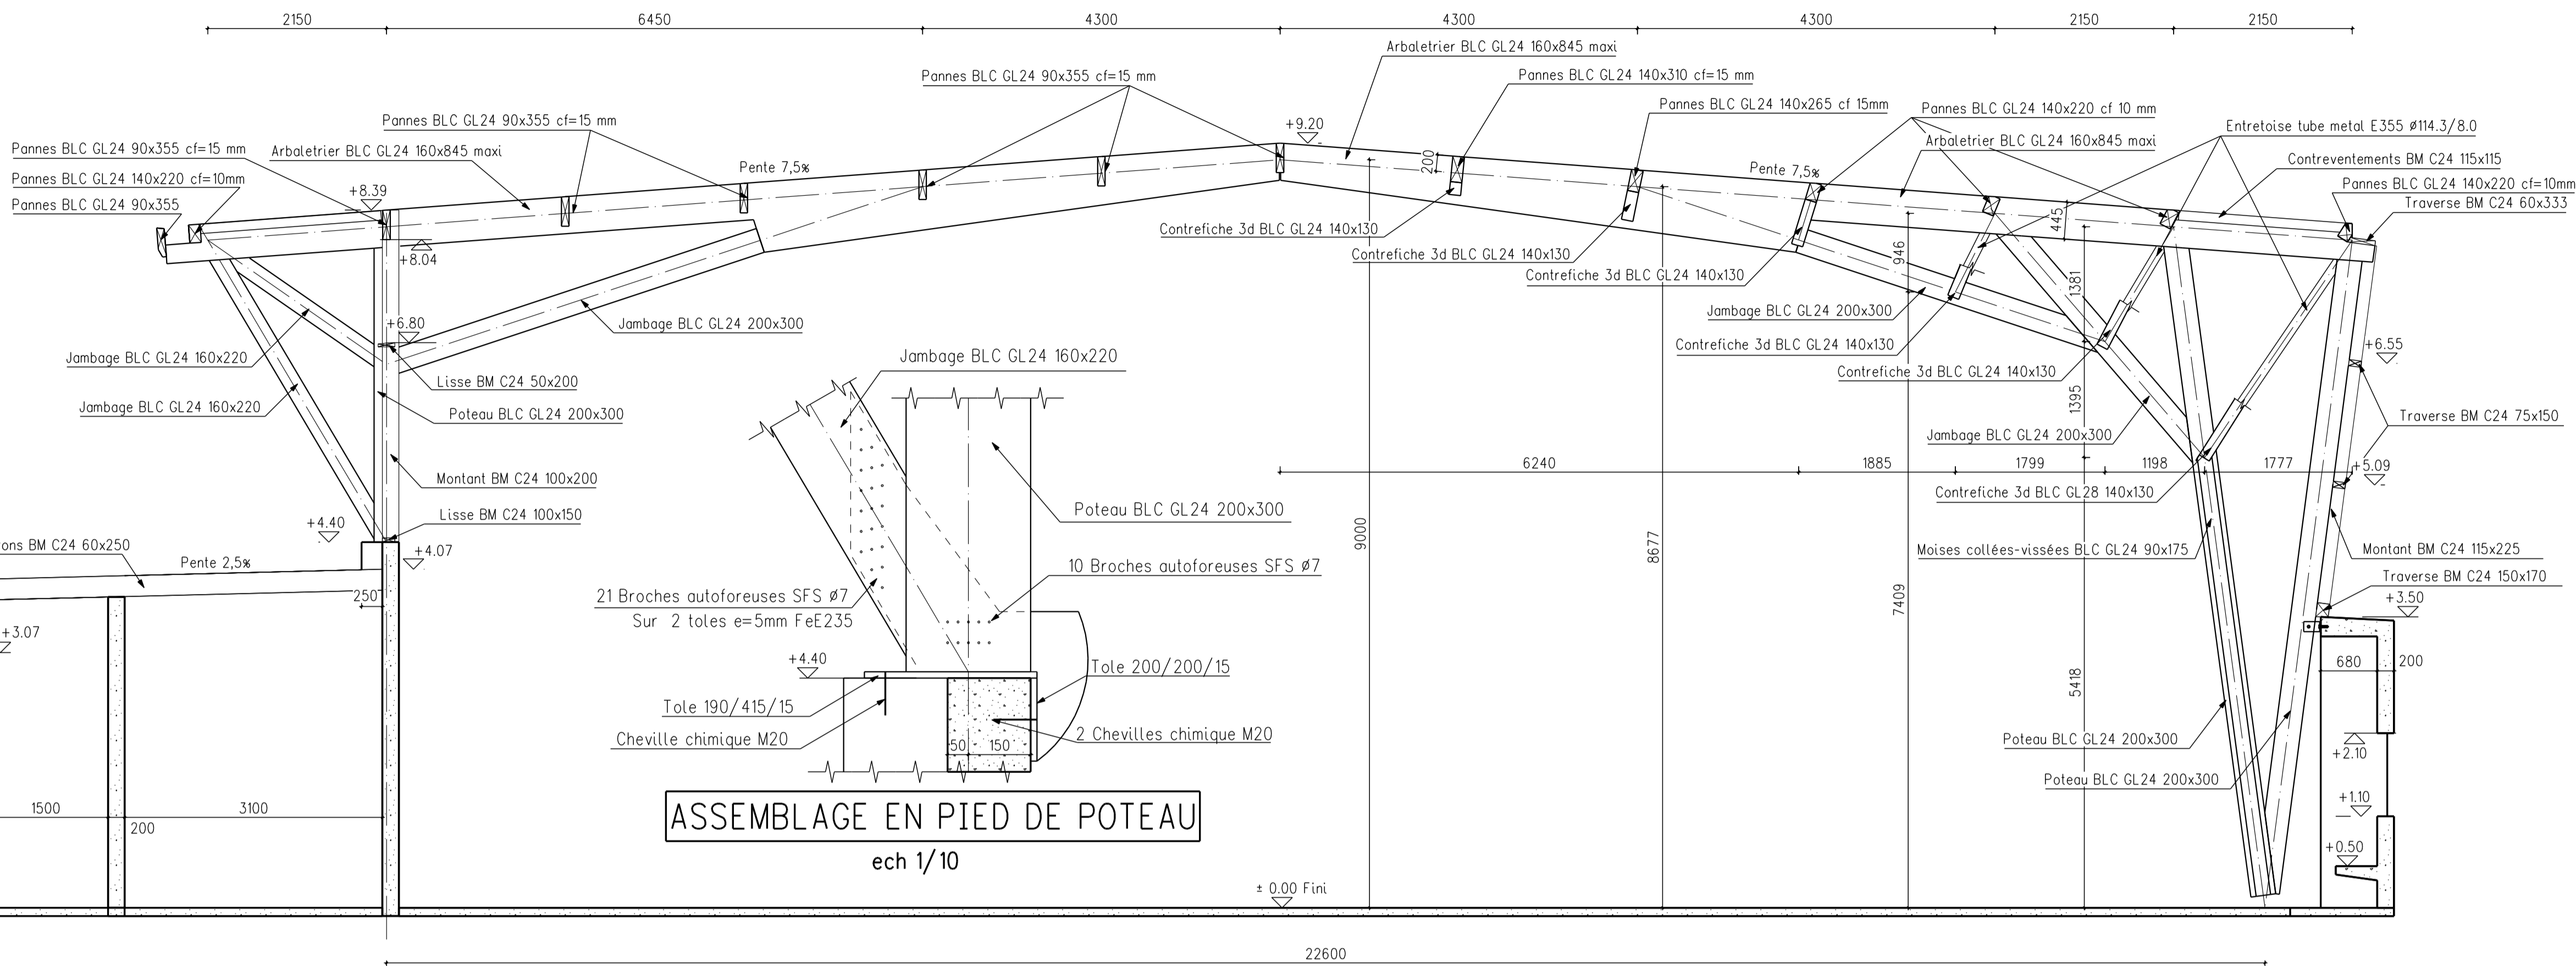 2150
6450
4300
4300
4300
2150
2150
Arbaletrier BLC GL24 160x845 maxi
Pannes BLC GL24 90x355 cf=15 mm
Pannes BLC GL24 140x310 cf=15 mm
Pannes BLC GL24 140x265 cf 15mm
Pannes BLC GL24 140x220 cf 10 mm
Pannes BLC GL24 90x355 cf=15 mm
+9.20
Entretoise tube metal E355 ø114.3/8.0
Arbaletrier BLC GL24 160x845 maxi
Pannes BLC GL24 90x355 cf=15 mm
Arbaletrier BLC GL24 160x845 maxi
Contreventements BM C24 115x115
Pente 7,5%
200
Pente 7,5%
Pannes BLC GL24 140x220 cf=10mm
Pannes BLC GL24 140x220 cf=10mm
+8.39
Traverse BM C24 60x333
Pannes BLC GL24 90x355
445
Contrefiche 3d BLC GL24 140x130
Contrefiche 3d BLC GL24 140x130
946
+8.04
Contrefiche 3d BLC GL24 140x130
1381
Jambage BLC GL24 200x300
Jambage BLC GL24 200x300
+6.80
Contrefiche 3d BLC GL24 140x130
+6.55
Jambage BLC GL24 160x220
Jambage BLC GL24 160x220
Contrefiche 3d BLC GL24 140x130
Lisse BM C24 50x200
1395
Jambage BLC GL24 160x220
Poteau BLC GL24 200x300
Traverse BM C24 75x150
Jambage BLC GL24 200x300
6240
1885
1799
1198
1777
+5.09
Montant BM C24 100x200
Contrefiche 3d BLC GL28 140x130
Poteau BLC GL24 200x300
Lisse BM C24 100x150
+4.40
9000
8677
ons BM C24 60x250
+4.07
Moises collées-vissées BLC GL24 90x175
Montant BM C24 115x225
Pente 2,5%
10 Broches autoforeuses SFS ø7
Traverse BM C24 150x170
250
21 Broches autoforeuses SFS ø7
Sur 2 toles e=5mm FeE235
7409
+3.50
+3.07
+4.40
Tole 200/200/15
680
200
5418
Tole 190/415/15
Cheville chimique M20
2 Chevilles chimique M20
50
150
Poteau BLC GL24 200x300
+2.10
Poteau BLC GL24 200x300
+1.10
1500
200
3100
ASSEMBLAGE EN PIED DE POTEAU
ech 1/10
+0.50
± 0.00 Fini
22600